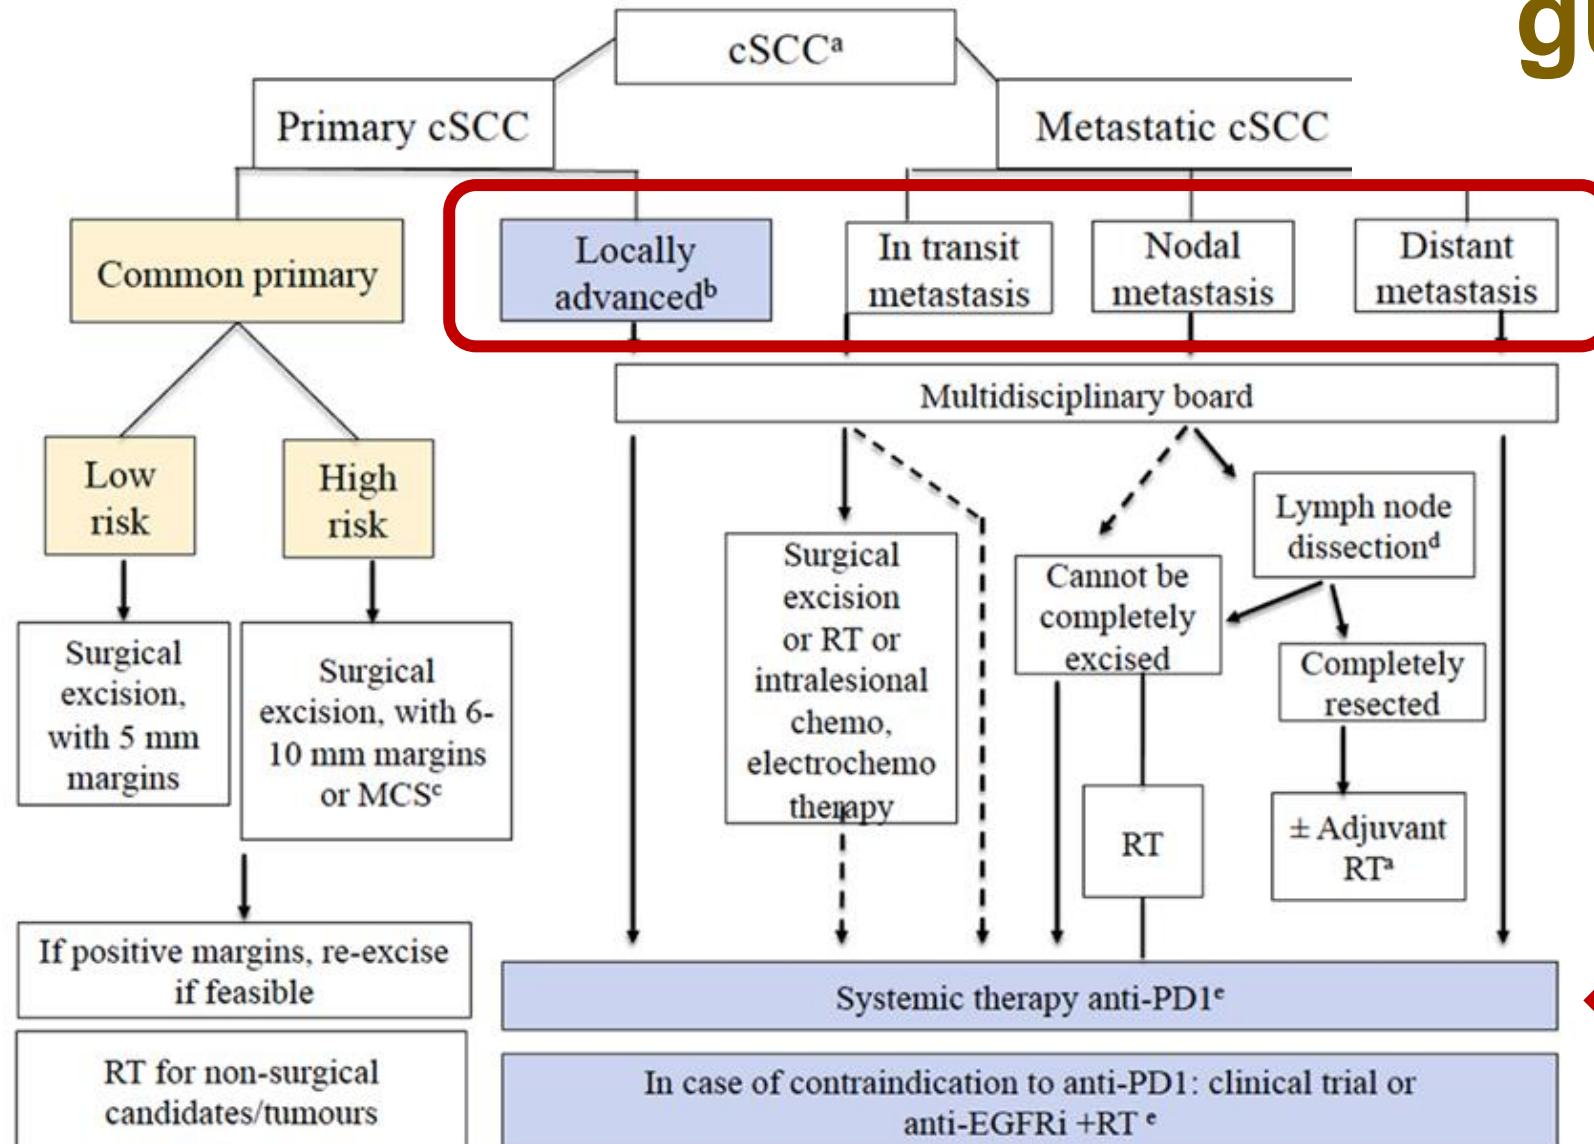 gu
cSCCᵃ
Primary cSCC
Metastatic cSCC
Common primary
Locally
advancedᵇ
In transit
metastasis
Nodal
metastasis
Distant
metastasis
Multidisciplinary board
Low
risk
High
risk
Surgical
excision,
with 5 mm
margins
Surgical
excision, with 6-
10 mm margins
or MCSᶜ
If positive margins, re-excise
if feasible
RT for non-surgical
candidates/tumours
Surgical
excision
or RT or
intralesional
chemo,
electrochemo
therapy
Cannot be
completely
excised
Lymph node
dissectionᵈ
Completely
resected
RT
± Adjuvant
RTᵃ
Systemic therapy anti-PD1ᵉ
In case of contraindication to anti-PD1: clinical trial or
anti-EGFRi +RT ᵉ